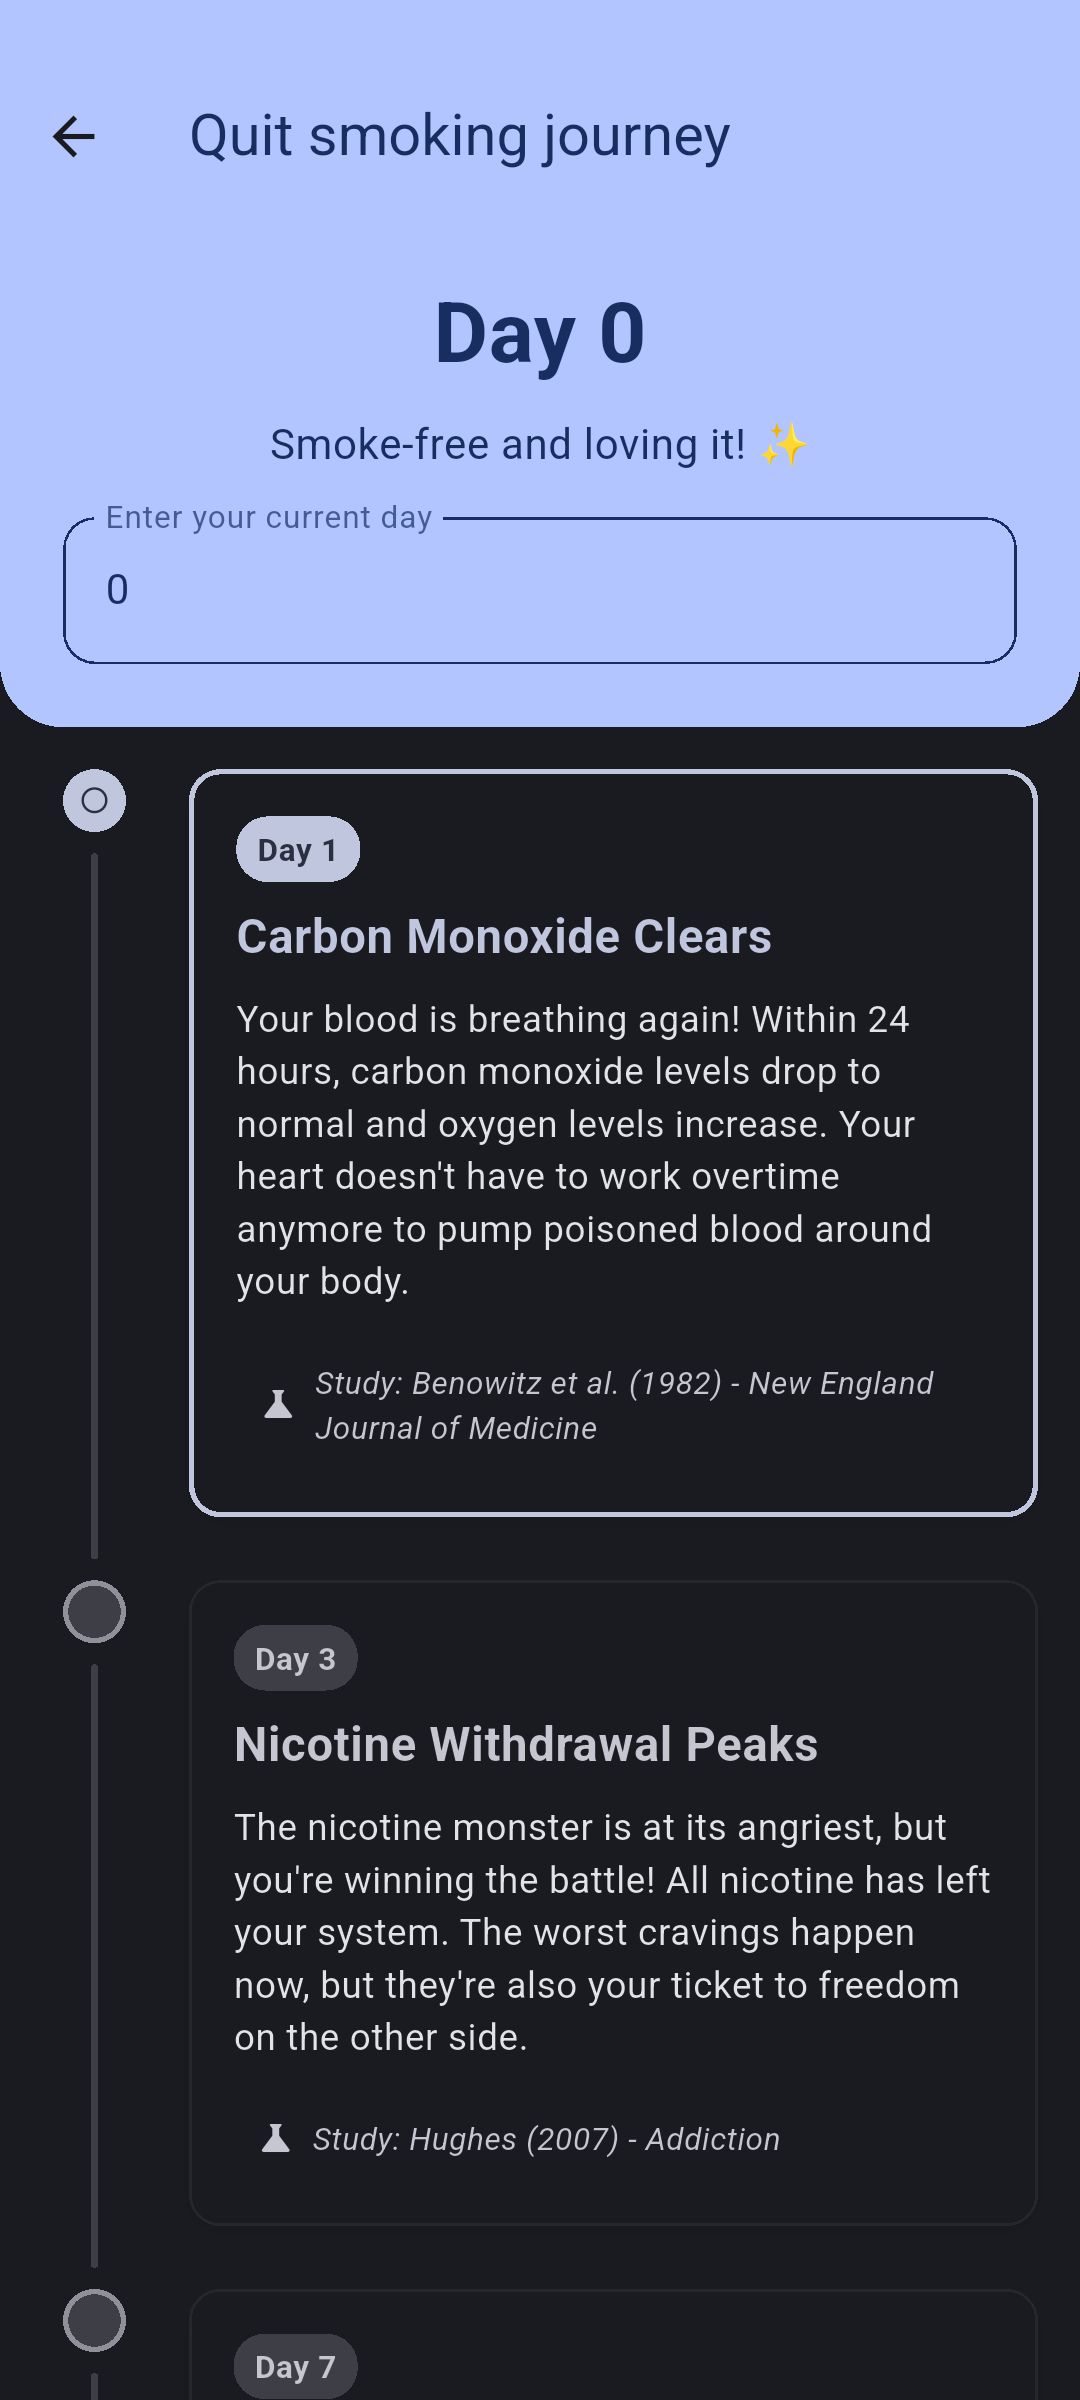 Quit smoking journey
Day 0
Smoke-free and loving it! ✨
Enter your current day
0
Day 1
Carbon Monoxide Clears
Your blood is breathing again! Within 24
hours, carbon monoxide levels drop to
normal and oxygen levels increase. Your
heart doesn't have to work overtime
anymore to pump poisoned blood around
your body.
Study: Benowitz et al. (1982) - New England
Journal of Medicine
Day 3
Nicotine Withdrawal Peaks
The nicotine monster is at its angriest, but
you're winning the battle! All nicotine has left
your system. The worst cravings happen
now, but they're also your ticket to freedom
on the other side.
Study: Hughes (2007) - Addiction
Day 7